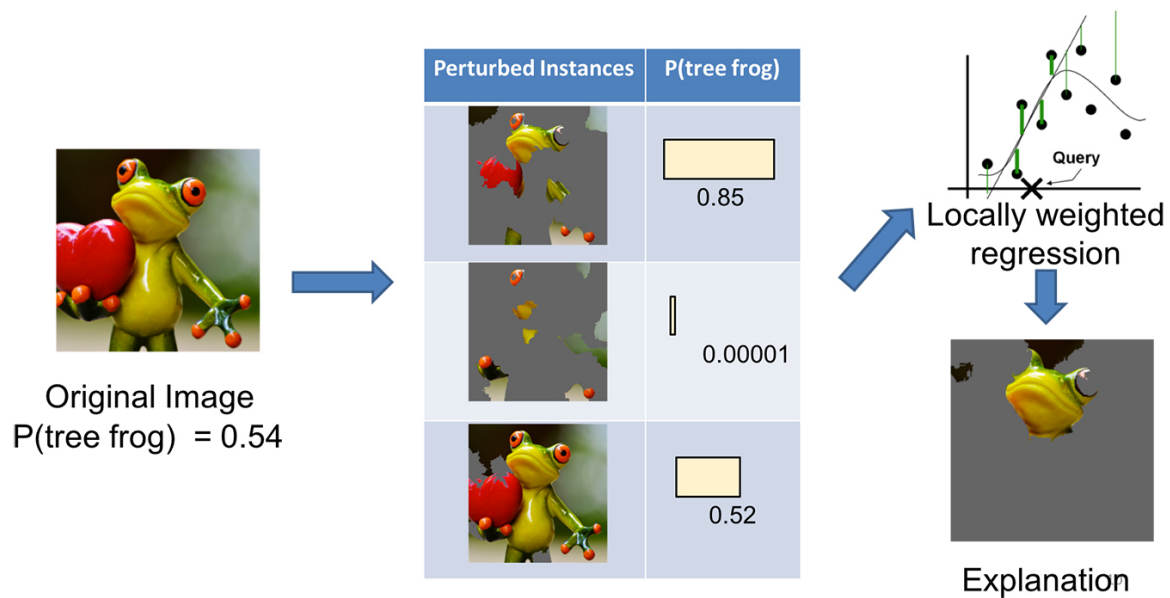 Original Image
P(tree frog) = 0.54
Perturbed Instances
P(tree frog)
0.85
0.00001
0.52
Query
Locally weighted
regression
Explanation